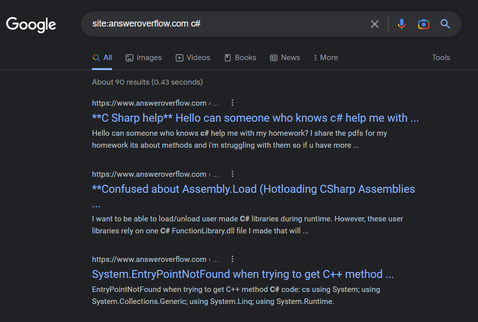 Google
site:answeroverflow.com c#
All Images Videos Books News More Tools
About 90 results (0.43 seconds)
https://www.answeroverflow.com › ...
**C Sharp help** Hello can someone who knows c# help me with ...
Hello can someone who knows c# help me with my homework? I share the pdfs for my
homework its about methods and i'm struggling with them so if u have more ...
https://www.answeroverflow.com › ...
**Confused about Assembly.Load (Hotloading CSharp Assemblies
...
I want to be able to load/unload user made C# libraries during runtime. However, these user
libraries rely on one C# FunctionLibrary.dll file I made that will ...
https://www.answeroverflow.com › ...
System.EntryPointNotFound when trying to get C++ method ...
EntryPointNotFound when trying to get C++ method C# code: cs using System; using
System.Collections.Generic; using System.Linq; using System.Runtime.